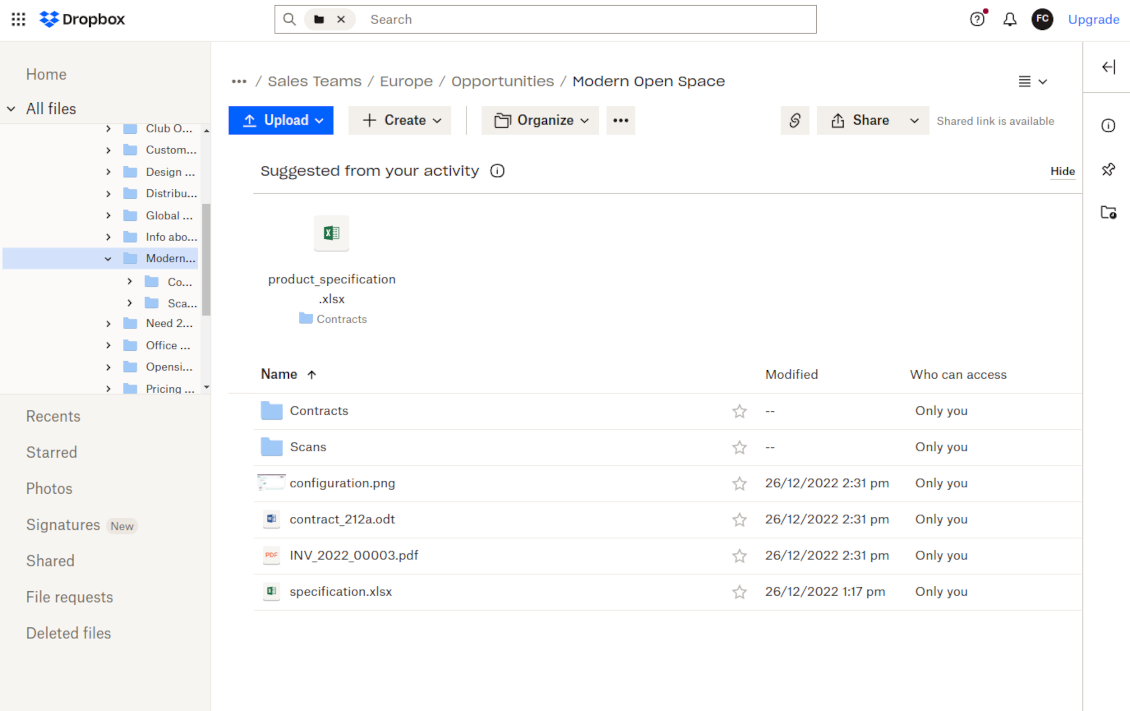 Dropbox
Search
FC
Upgrade
Home
All files
Club O...
Custom...
Design ...
Distribu...
Global ...
Info abo...
Modern...
Co...
Sca...
Need 2...
Office ...
Opensi...
Pricing ...
Recents
Starred
Photos
Signatures New
Shared
File requests
Deleted files
... / Sales Teams / Europe / Opportunities / Modern Open Space
Upload
Create
Organize
Share
Shared link is available
Suggested from your activity
Hide
product_specification
.xlsx
Contracts
Name Modified Who can access
Contracts -- Only you
Scans -- Only you
configuration.png 26/12/2022 2:31 pm Only you
contract_212a.odt 26/12/2022 2:31 pm Only you
PDF INV_2022_00003.pdf 26/12/2022 2:31 pm Only you
specification.xlsx 26/12/2022 1:17 pm Only you